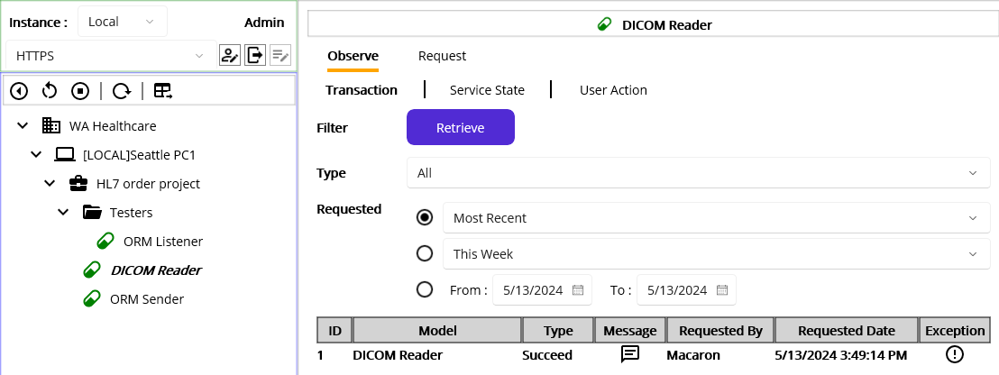 Instance : Local Admin
HTTPS
WA Healthcare
[LOCAL]Seattle PC1
HL7 order project
Testers
ORM Listener
DICOM Reader
ORM Sender
DICOM Reader
Observe Request
Transaction Service State User Action
Filter Retrieve
Type All
Requested Most Recent
This Week
From : 5/13/2024 To : 5/13/2024
ID Model Type Message Requested By Requested Date Exception
1 DICOM Reader Succeed Macaron 5/13/2024 3:49:14 PM